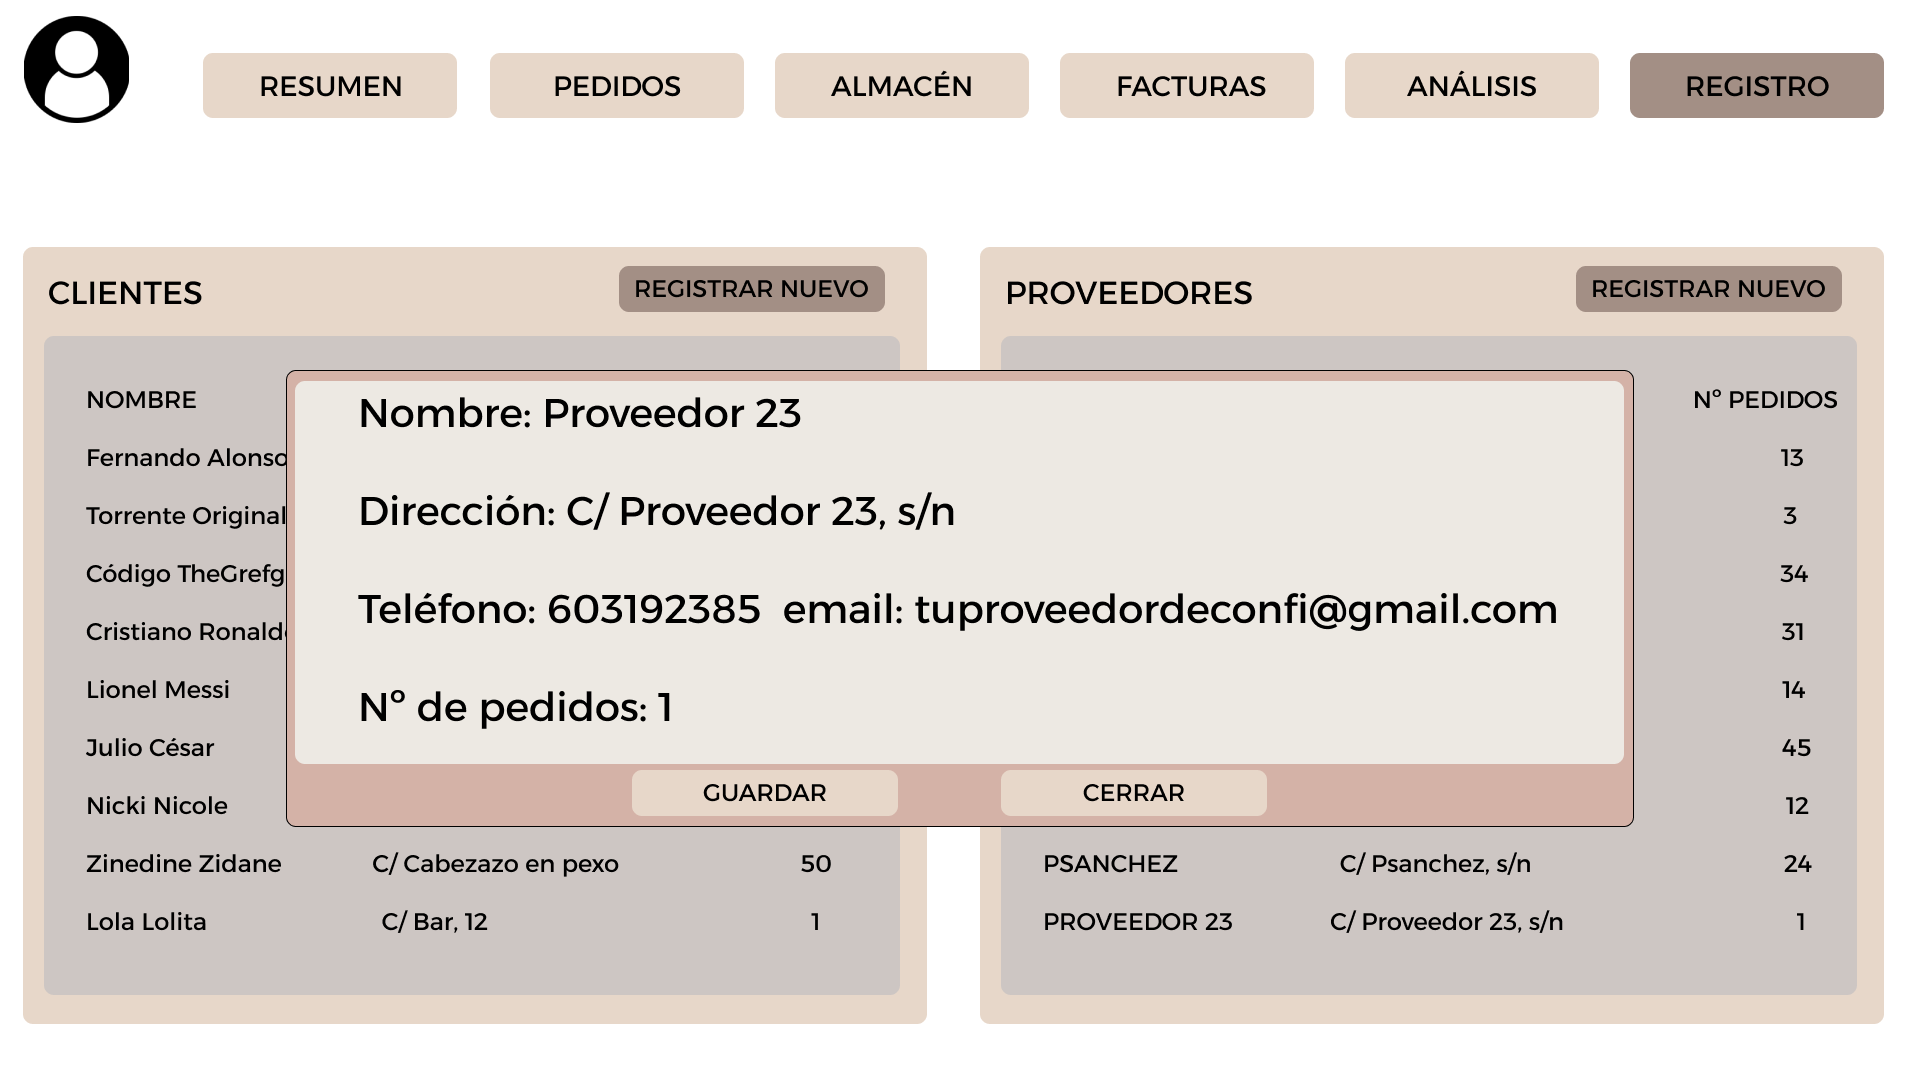 RESUMEN PEDIDOS ALMACÉN FACTURAS ANÁLISIS REGISTRO
CLIENTES REGISTRAR NUEVO
PROVEEDORES REGISTRAR NUEVO
NOMBRE
Nº PEDIDOS
Fernando Alonso
13
Torrente Original
3
Código TheGrefg
34
Cristiano Ronald
31
Lionel Messi
14
Julio César
45
Nicki Nicole
12
Nombre: Proveedor 23
Dirección: C/ Proveedor 23, s/n
Teléfono: 603192385 email: tuproveedordeconfi@gmail.com
Nº de pedidos: 1
GUARDAR CERRAR
Zinedine Zidane C/ Cabezazo en pexo 50
PSANCHEZ C/ Psanchez, s/n 24
Lola Lolita C/ Bar, 12 1
PROVEEDOR 23 C/ Proveedor 23, s/n 1